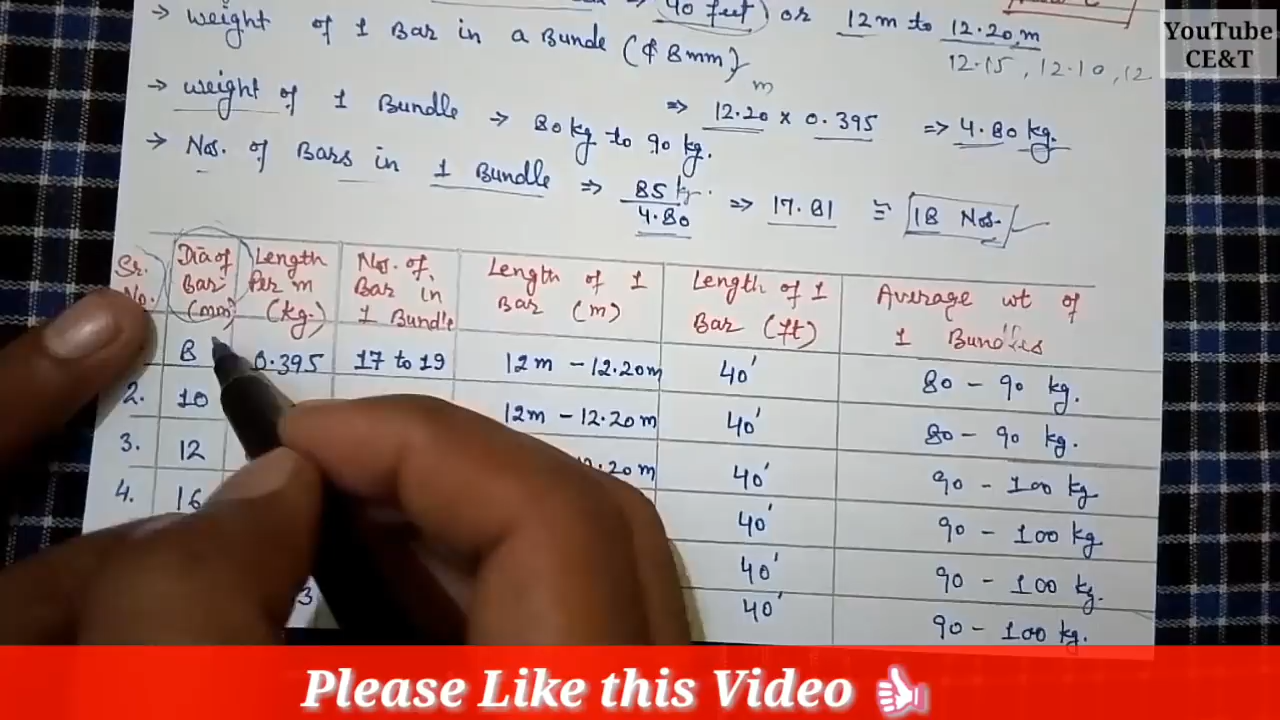 40 feet) or 12m to 12.20,m
YouTube
CE&T
→ Weight of 1 Bar in a Bunde (ϕ 8mm)
12.15, 12.10, 12
→ weight of 1 Bundle → 80 kg to 90 kg.
m
⇒ 12.20 x 0.395 ⇒ 4.80 kg.
→ Nos. of Bars in 1 Bundle ⇒ 85 kg. / 4.80 ⇒ 17.81 ≅ 18 Nos.
Sr. No. Dia of Bar (mm) Length Per m (kg.) Nos. of Bar in 1 Bundle Length of 1 Bar (m) Length of 1 Bar (ft) Average wt of 1 Bundles
8 0.395 17 to 19 12m - 12.20m 40' 80 - 90 kg.
2. 10 12m - 12.20m 40' 80 - 90 kg.
3. 12 .20m 40' 90 - 100 kg
4. 16 40' 90 - 100 kg
40' 90 - 100 kg.
3 40' 90 - 100 kg.
Please Like this Video